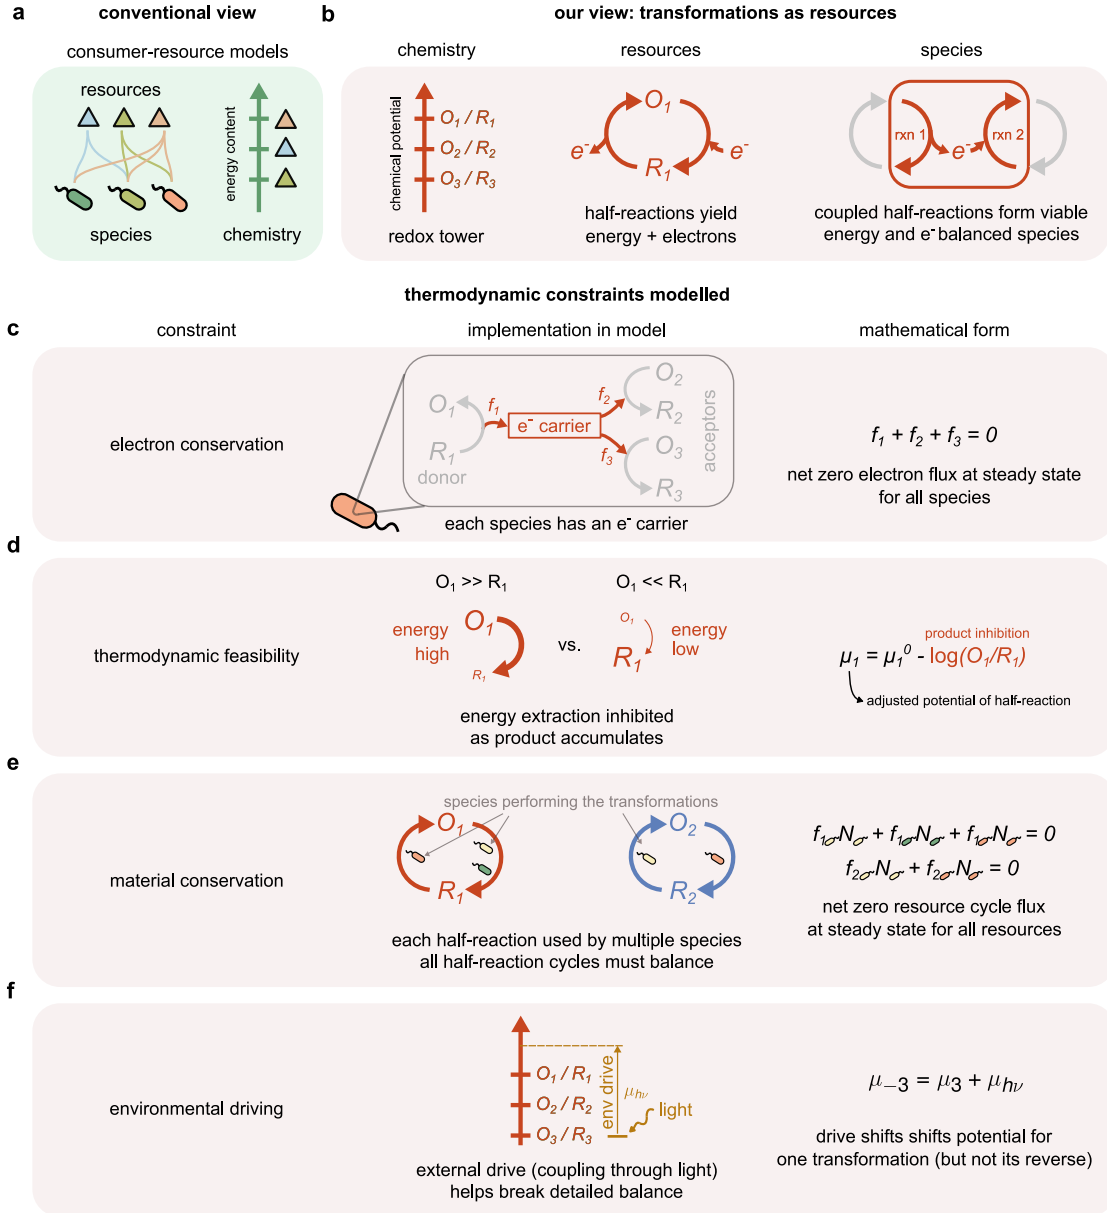 a
conventional view
consumer-resource models
resources
species
energy content
chemistry
b
our view: transformations as resources
chemistry
resources
species
chemical potential
O1 / R1
O2 / R2
O3 / R3
redox tower
O1
e-
e-
R1
half-reactions yield
energy + electrons
rxn 1
e-
rxn 2
coupled half-reactions form viable
energy and e- balanced species
thermodynamic constraints modelled
c
constraint
implementation in model
mathematical form
electron conservation
O1
R1
donor
f1
e- carrier
f2
f3
O2
R2
O3
R3
acceptors
each species has an e- carrier
f1 + f2 + f3 = 0
net zero electron flux at steady state
for all species
d
thermodynamic feasibility
O1 >> R1
O1 << R1
energy
high
O1
R1
vs.
O1
R1
energy
low
energy extraction inhibited
as product accumulates
product inhibition
μ1 = μ1^0 - log(O1/R1)
adjusted potential of half-reaction
e
material conservation
species performing the transformations
O1
R1
O2
R2
each half-reaction used by multiple species
all half-reaction cycles must balance
f1 N + f1 N + f1 N = 0
f2 N + f2 N = 0
net zero resource cycle flux
at steady state for all resources
f
environmental driving
O1 / R1
O2 / R2
O3 / R3
env drive
μhν
light
external drive (coupling through light)
helps break detailed balance
μ−3 = μ3 + μhν
drive shifts shifts potential for
one transformation (but not its reverse)